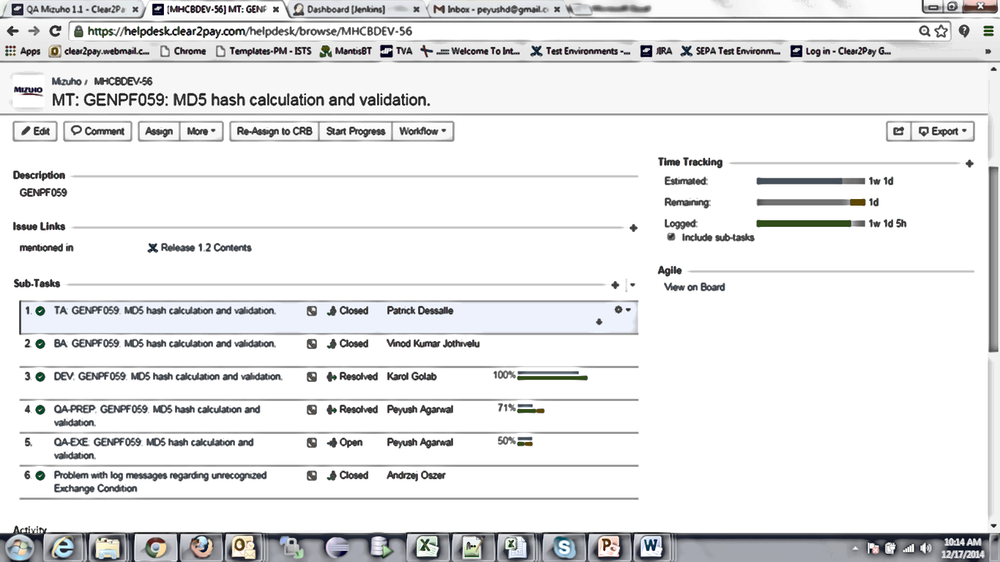 QA Mizuho 1.1 - Clear2Pa
[MHCBDEV-56] MT: GENP
Dashboard [Jenkins]
Inbox - peyushd@gmail.c
https://helpdesk.clear2pay.com/helpdesk/browse/MHCBDEV-56
Apps clear2pay.webmail.c... Chrome Templates-PM - ISTS MantisBT TVA ..:::: Welcome To Int... Test Environments -... JIRA SEPA Test Environm... Log in - Clear2Pay G... »
MIZUHO
Mizuho / MHCBDEV-56
MT: GENPF059: MD5 hash calculation and validation.
Edit Comment Assign More Re-Assign to CRB Start Progress Workflow Export
Description
GENPF059
Issue Links
mentioned in Release 1.2 Contents
Sub-Tasks
1. TA: GENPF059: MD5 hash calculation and validation. Closed Patrick Dessalle
2. BA: GENPF059: MD5 hash calculation and validation. Closed Vinod Kumar Jothivelu
3. DEV: GENPF059: MD5 hash calculation and validation. Resolved Karol Golab 100%
4. QA-PREP: GENPF059: MD5 hash calculation and Resolved Peyush Agarwal 71%
validation.
5. QA-EXE: GENPF059: MD5 hash calculation and Open Peyush Agarwal 50%
validation.
6. Problem with log messages regarding unrecognized Closed Andrzej Oszer
Exchange Condition
Activity
Time Tracking
Estimated: 1w 1d
Remaining: 1d
Logged: 1w 1d 5h
Include sub-tasks
Agile
View on Board
10:14 AM
12/17/2014